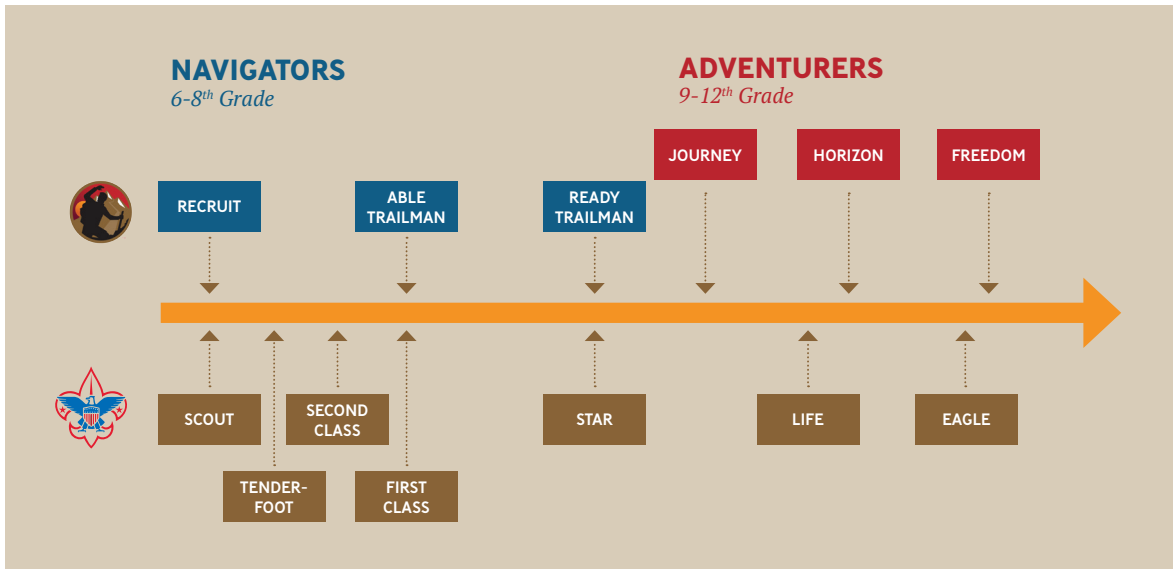 NAVIGATORS
6-8th Grade
ADVENTURERS
9-12th Grade
JOURNEY
HORIZON
FREEDOM
RECRUIT
ABLE
TRAILMAN
READY
TRAILMAN
SCOUT
SECOND
CLASS
STAR
LIFE
EAGLE
TENDER-
FOOT
FIRST
CLASS